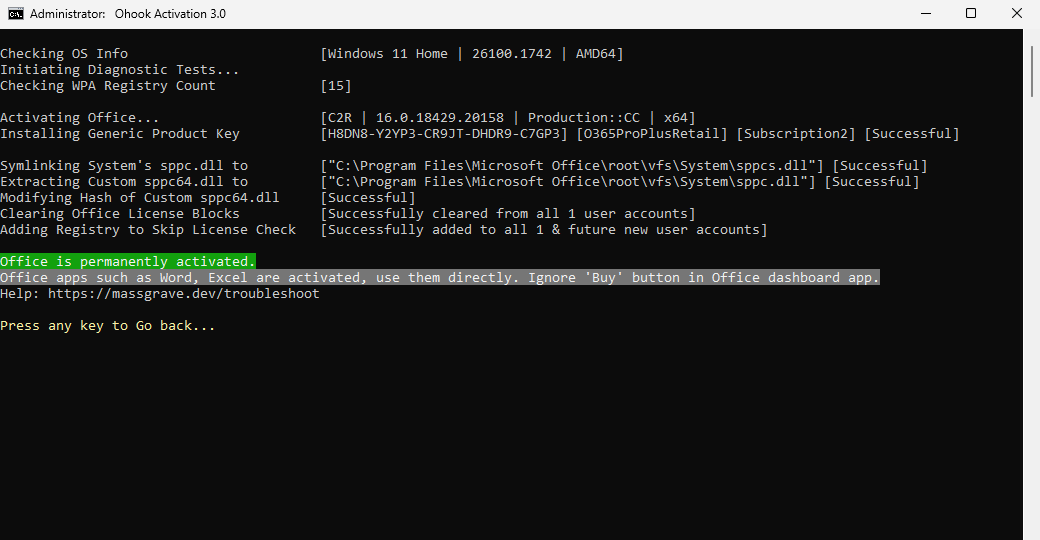 Administrator: Ohook Activation 3.0
Checking OS Info [Windows 11 Home | 26100.1742 | AMD64]
Initiating Diagnostic Tests...
Checking WPA Registry Count [15]
Activating Office... [C2R | 16.0.18429.20158 | Production::CC | x64]
Installing Generic Product Key [H8DN8-Y2YP3-CR9JT-DHDR9-C7GP3] [O365ProPlusRetail] [Subscription2] [Successful]
Symlinking System's sppc.dll to ["C:\Program Files\Microsoft Office\root\vfs\System\sppcs.dll"] [Successful]
Extracting Custom sppc64.dll to ["C:\Program Files\Microsoft Office\root\vfs\System\sppc.dll"] [Successful]
Modifying Hash of Custom sppc64.dll [Successful]
Clearing Office License Blocks [Successfully cleared from all 1 user accounts]
Adding Registry to Skip License Check [Successfully added to all 1 & future new user accounts]
Office is permanently activated.
Office apps such as Word, Excel are activated, use them directly. Ignore 'Buy' button in Office dashboard app.
Help: https://massgrave.dev/troubleshoot
Press any key to Go back...